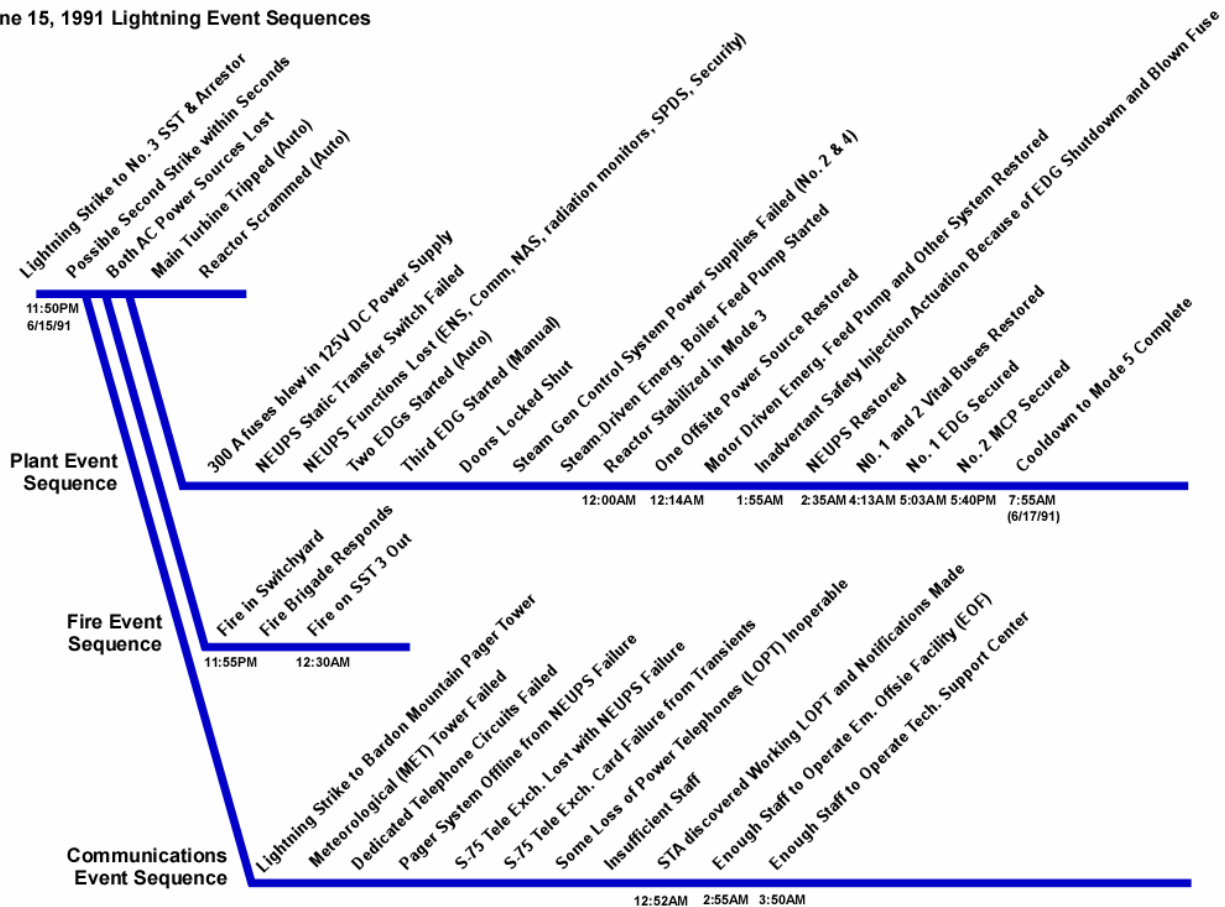 ne 15, 1991 Lightning Event Sequences
Lightning Strike to No. 3 SST & Arrestor
Possible Second Strike within Seconds
Both AC Power Sources Lost
Main Turbine Tripped (Auto)
Reactor Scrammed (Auto)
11:50PM
6/15/91
Plant Event
Sequence
300 A fuses blew in 125V DC Power Supply
NEUPS Static Transfer Switch Failed
NEUPS Functions Lost (ENS, Comm, NAS, radiation monitors, SPDS, Security)
Two EDGs Started (Auto)
Third EDG Started (Manual)
Doors Locked Shut
Steam Gen Control System Power Supplies Failed (No. 2 & 4)
Steam-Driven Emerg. Boiler Feed Pump Started
Reactor Stabilized in Mode 3
One Offsite Power Source Restored
Motor Driven Emerg. Feed Pump and Other System Restored
Inadvertant Safety Injection Actuation Because of EDG Shutdowm and Blown Fuse
NEUPS Restored
N0. 1 and 2 Vital Buses Restored
No. 1 EDG Secured
No. 2 MCP Secured
Cooldown to Mode 5 Complete
12:00AM 12:14AM 1:55AM 2:35AM 4:13AM 5:03AM 5:40PM 7:55AM
(6/17/91)
Fire Event
Sequence
Fire in Switchyard
Fire Brigade Responds
Fire on SST 3 Out
11:55PM 12:30AM
Communications
Event Sequence
Lightning Strike to Bardon Mountain Pager Tower
Meteorological (MET) Tower Failed
Dedicated Telephone Circuits Failed
Pager System Offline from NEUPS Failure
S-75 Tele Exch. Lost with NEUPS Failure
S-75 Tele Exch. Card Failure from Transients
Some Loss of Power Telephones (LOPT) Inoperable
Insufficient Staff
STA discovered Working LOPT and Notifications Made
Enough Staff to Operate Em. Offsie Facility (EOF)
Enough Staff to Operate Tech. Support Center
12:52AM 2:55AM 3:50AM